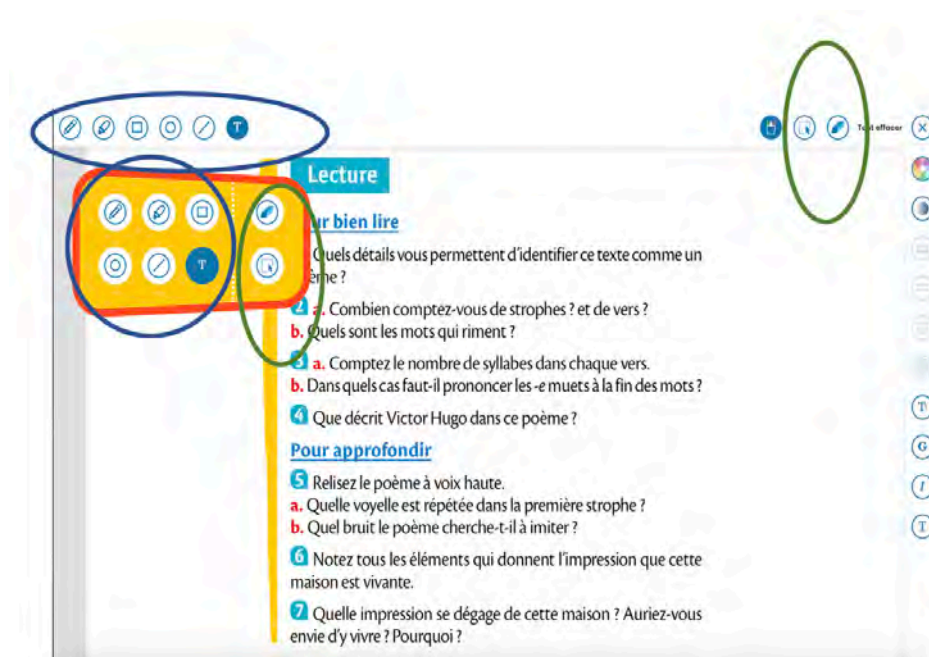 T
Tout effacer
Lecture
T
ur bien lire
Quels détails vous permettent d'identifier ce texte comme un
ème ?
2 a. Combien comptez-vous de strophes ? et de vers ?
b. Quels sont les mots qui riment ?
3 a. Comptez le nombre de syllabes dans chaque vers.
b. Dans quels cas faut-il prononcer les -e muets à la fin des mots ?
4 Que décrit Victor Hugo dans ce poème ?
Pour approfondir
5 Relisez le poème à voix haute.
a. Quelle voyelle est répétée dans la première strophe ?
b. Quel bruit le poème cherche-t-il à imiter ?
6 Notez tous les éléments qui donnent l'impression que cette
maison est vivante.
7 Quelle impression se dégage de cette maison ? Auriez-vous
envie d'y vivre ? Pourquoi ?
G
I
T